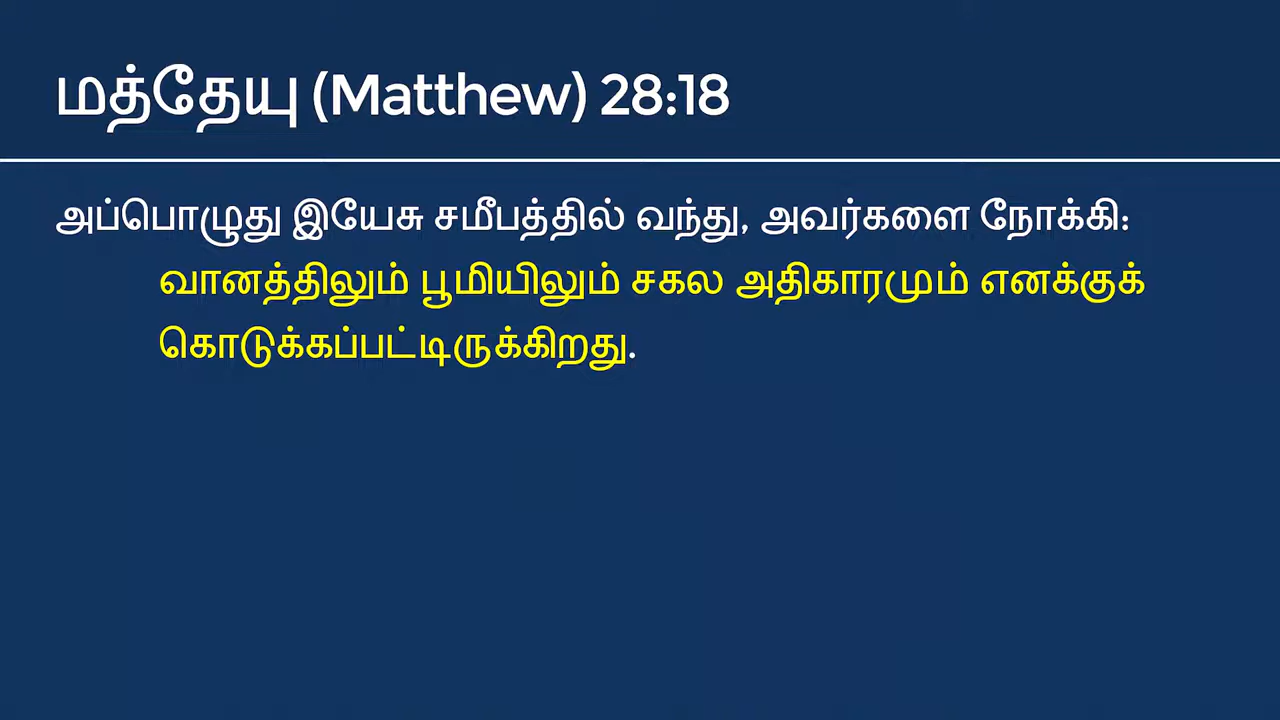 மத்தேயு (Matthew) 28:18
அப்பொழுது இயேசு சமீபத்தில் வந்து, அவர்களை நோக்கி:
வானத்திலும் பூமியிலும் சகல அதிகாரமும் எனக்குக்
கொடுக்கப்பட்டிருக்கிறது.